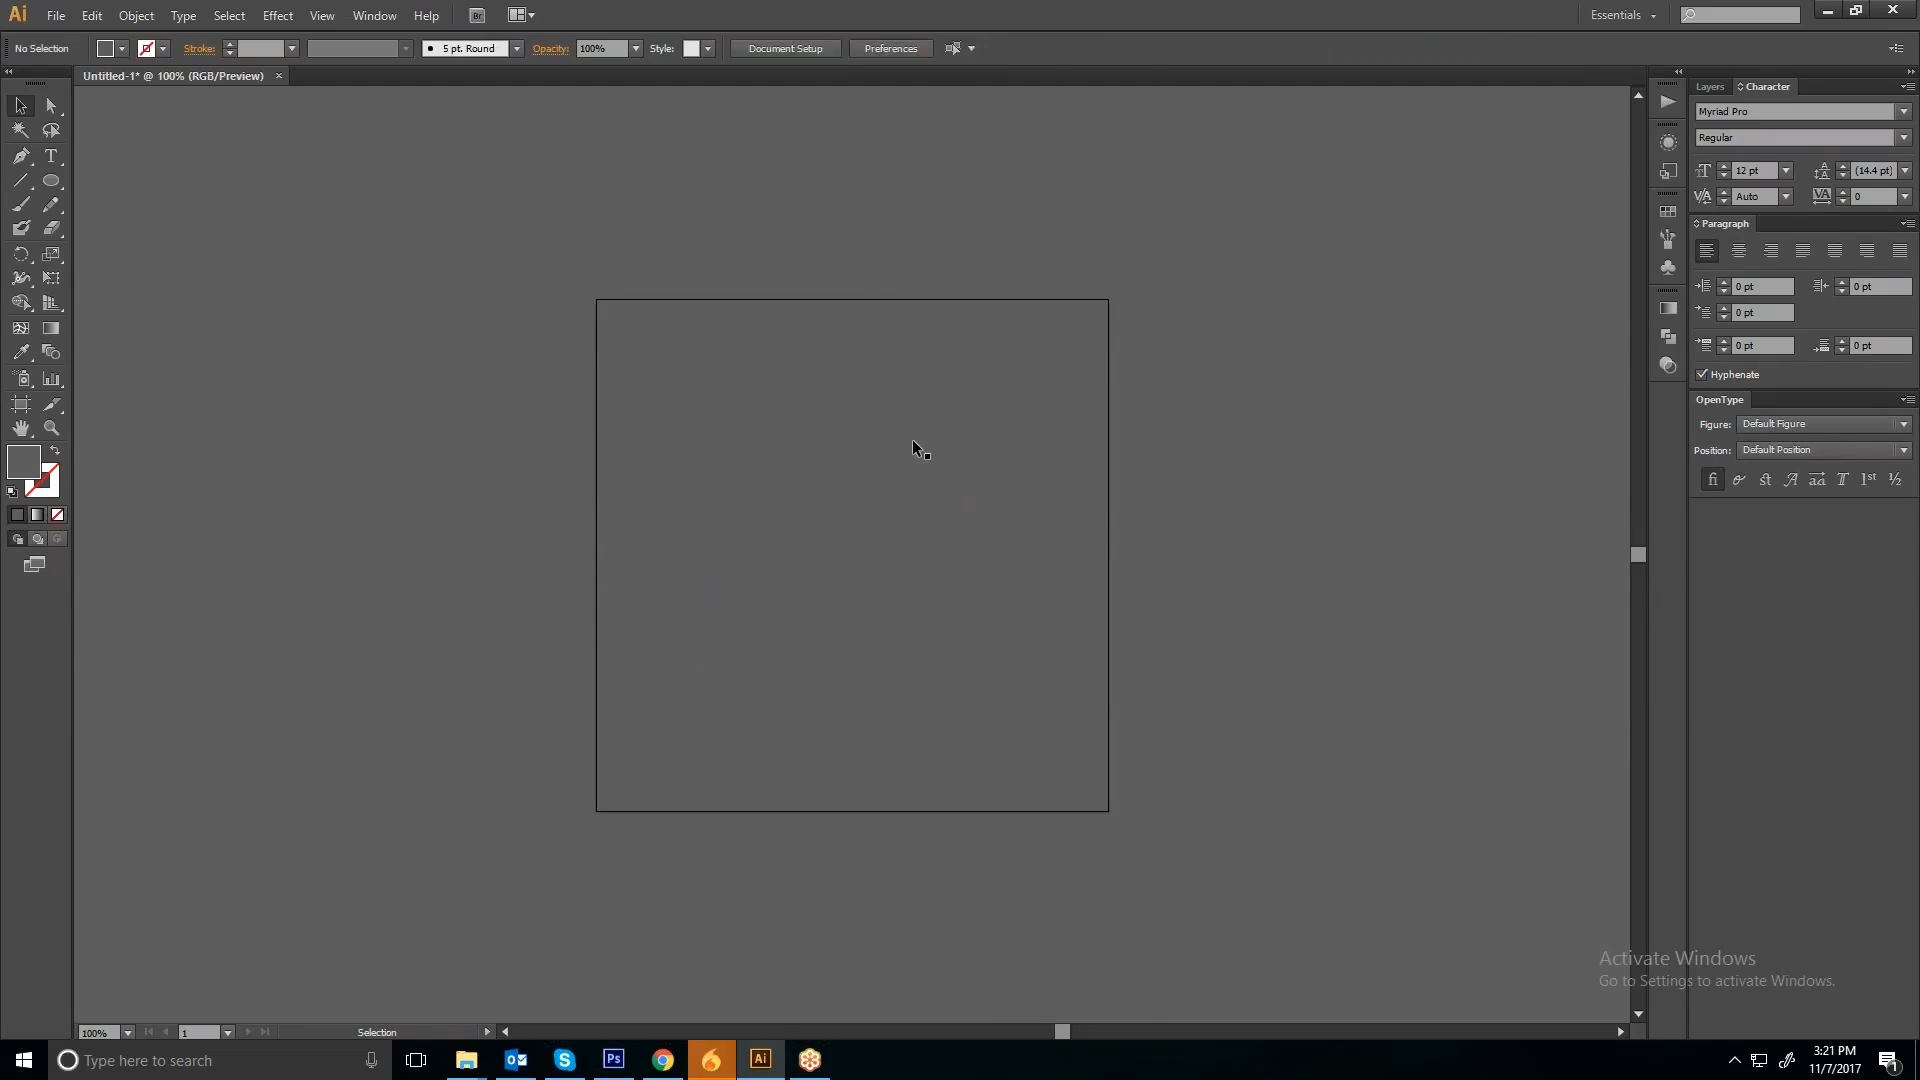 Ai File Edit Object Type Select Effect View Window Help Br Essentials
No Selection Stroke: 5 pt. Round Opacity: 100% Style: Document Setup Preferences
Untitled-1* @ 100% (RGB/Preview)
Layers Character
Myriad Pro
Regular
12 pt (14.4 pt)
Auto 0
Paragraph
0 pt 0 pt
0 pt
0 pt 0 pt
Hyphenate
OpenType
Figure: Default Figure
Position: Default Position
Activate Windows
Go to Settings to activate Windows.
100% 1 Selection
Type here to search Ps Ai 3:21 PM
11/7/2017 1